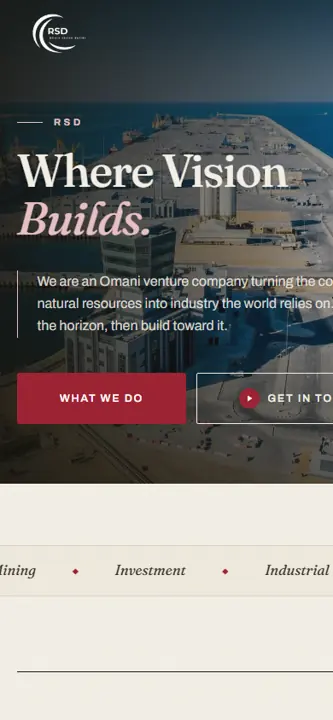 RSD
RSD
Where Vision
Builds.
We are an Omani venture company turning the co
natural resources into industry the world relies on.
the horizon, then build toward it.
WHAT WE DO
GET IN TO
Mining
Investment
Industrial